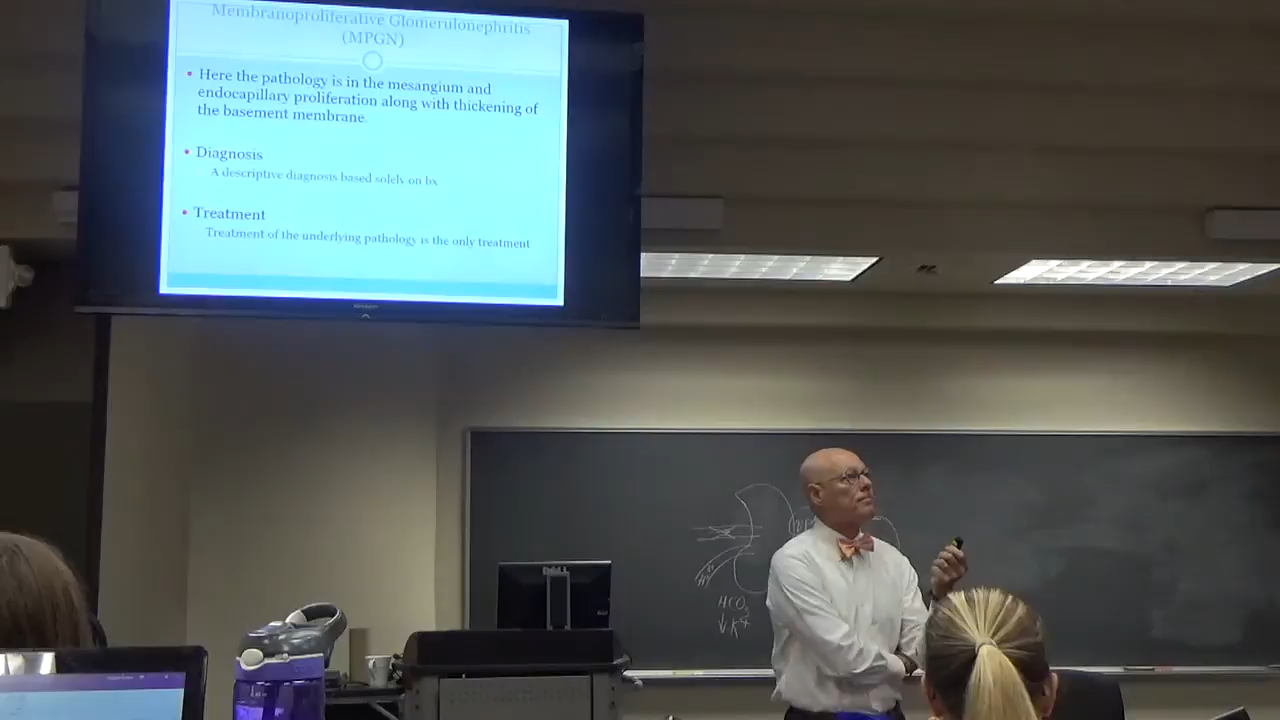 Membranoproliferative Glomerulonephritis
(MPGN)
• Here the pathology is in the mesangium and
endocapillary proliferation along with thickening of
the basement membrane.
• Diagnosis
A descriptive diagnosis based solely on bx
• Treatment
Treatment of the underlying pathology is the only treatment
DELL
HCO3
↓K+